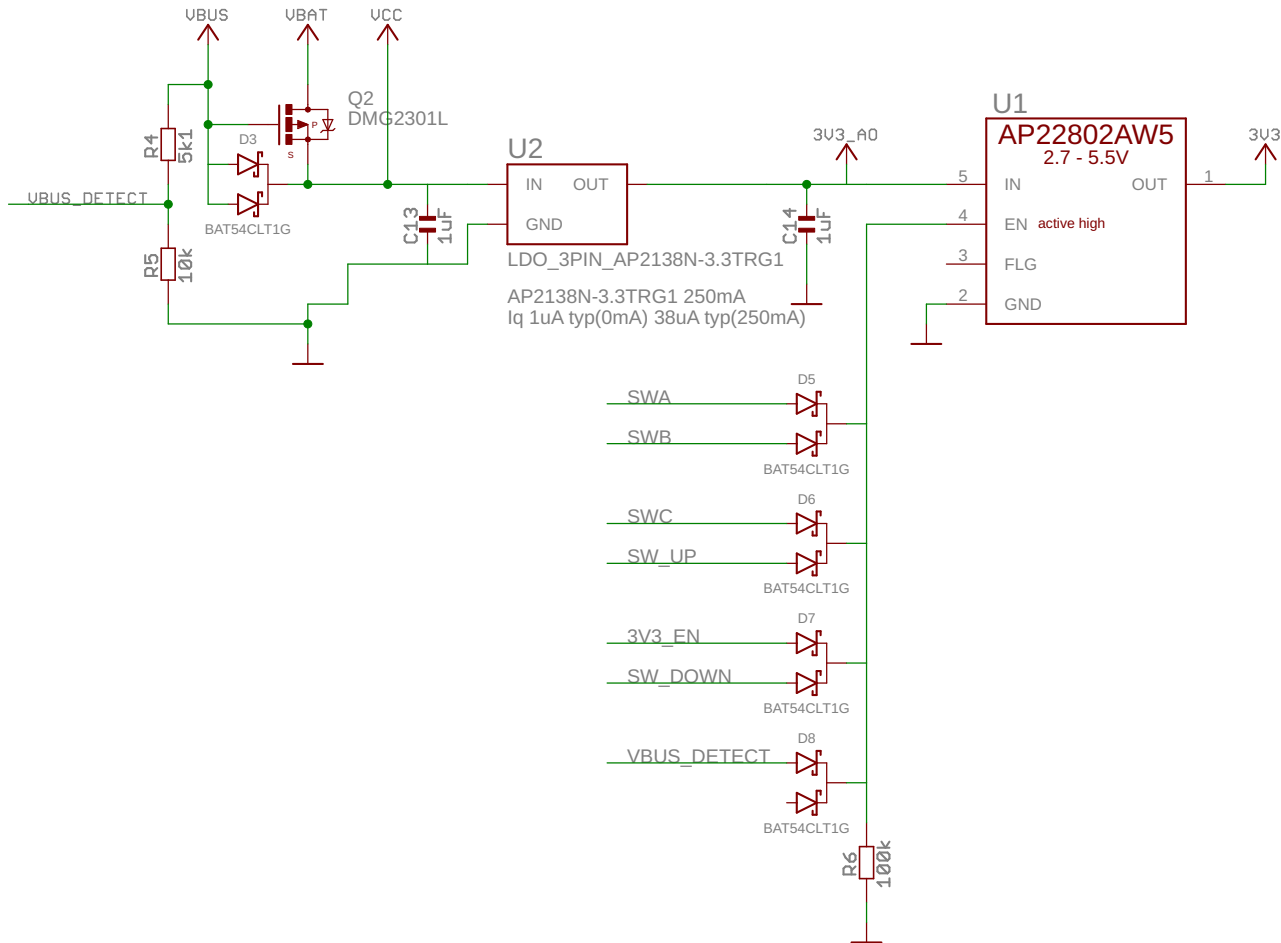 VBUS
VBAT
VCC
Q2
DMG2301L
P
S
R4
5k1
D3
BAT54CLT1G
VBUS_DETECT
R5
10k
C13
1uF
U2
IN
OUT
GND
LDO_3PIN_AP2138N-3.3TRG1
AP2138N-3.3TRG1 250mA
Iq 1uA typ(0mA) 38uA typ(250mA)
3V3_AO
C14
1uF
U1
AP22802AW5
2.7 - 5.5V
5
IN
OUT
1
3V3
4
EN
active high
3
FLG
2
GND
D5
SWA
SWB
BAT54CLT1G
D6
SWC
SW_UP
BAT54CLT1G
D7
3V3_EN
SW_DOWN
BAT54CLT1G
D8
VBUS_DETECT
BAT54CLT1G
R6
100k